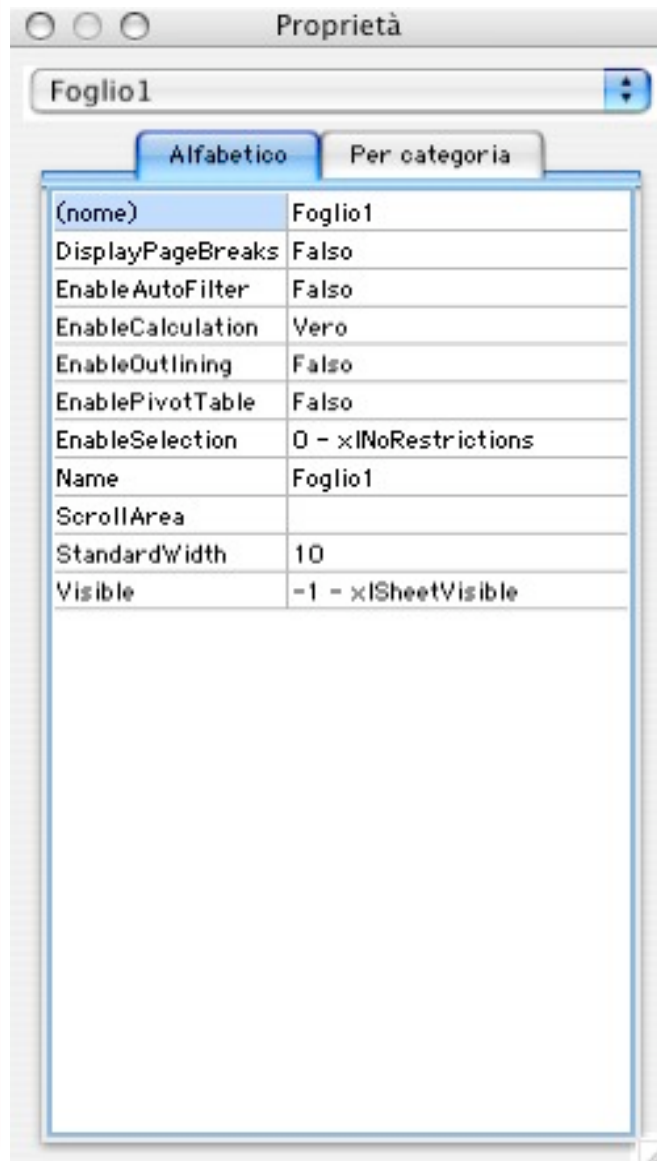 Proprietà
Foglio1
Alfabetico Per categoria
(nome) Foglio1
DisplayPageBreaks Falso
EnableAutoFilter Falso
EnableCalculation Vero
EnableOutlining Falso
EnablePivotTable Falso
EnableSelection 0 - xlNoRestrictions
Name Foglio1
ScrollArea
StandardWidth 10
Visible -1 - xlSheetVisible